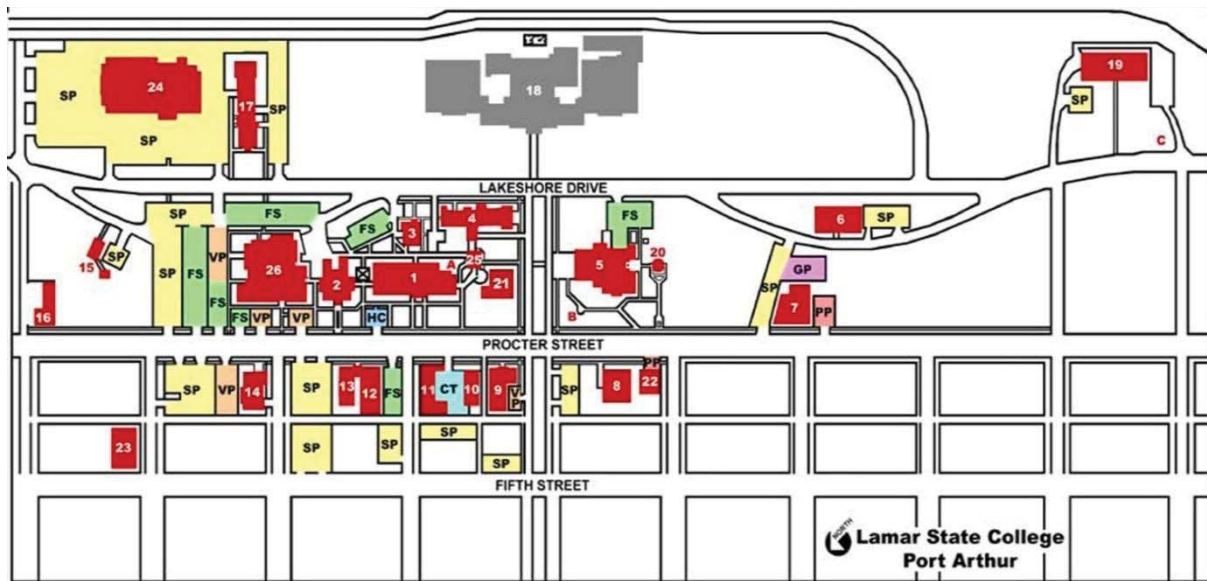 24
17
18
19
SP
SP
SP
SP
C
LAKESHORE DRIVE
SP
FS
FS
3
4
FS
6
SP
15
SP
SP
FS
VP
26
2
A
25
1
21
5
20
SP
GP
16
FS
FS
VP
VP
HC
B
7
PP
PROCTER STREET
SP
VP
14
SP
13
12
FS
11
CT
10
9
VP
SP
8
PP
22
23
SP
SP
SP
SP
FIFTH STREET
NORTH
Lamar State College
Port Arthur